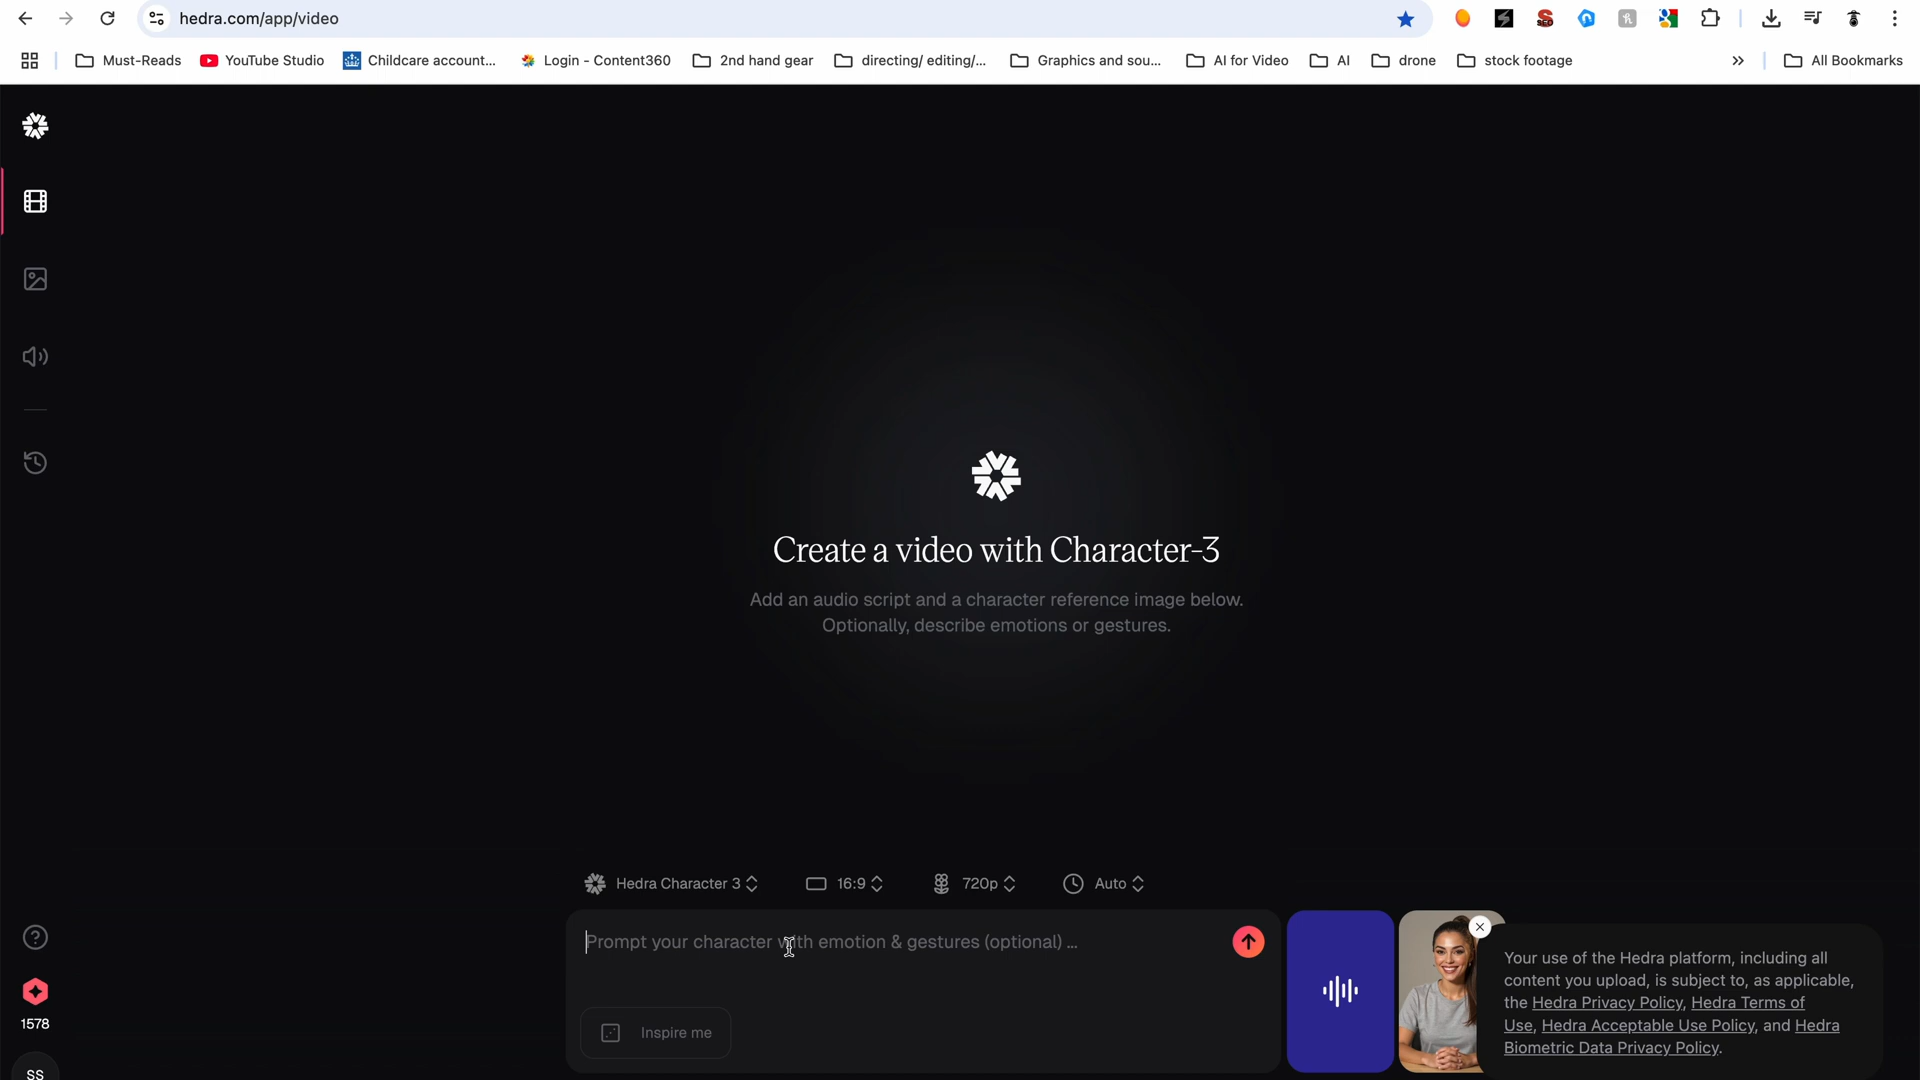 hedra.com/app/video
Must-Reads
YouTube Studio
Childcare account...
Login - Content360
2nd hand gear
directing/ editing/...
Graphics and sou...
AI for Video
AI
drone
stock footage
All Bookmarks
Create a video with Character-3
Add an audio script and a character reference image below.
Optionally, describe emotions or gestures.
Hedra Character 3
16:9
720p
Auto
Prompt your character with emotion & gestures (optional) ...
Inspire me
Your use of the Hedra platform, including all
content you upload, is subject to, as applicable,
the Hedra Privacy Policy, Hedra Terms of
Use, Hedra Acceptable Use Policy, and Hedra
Biometric Data Privacy Policy.
1578
SS